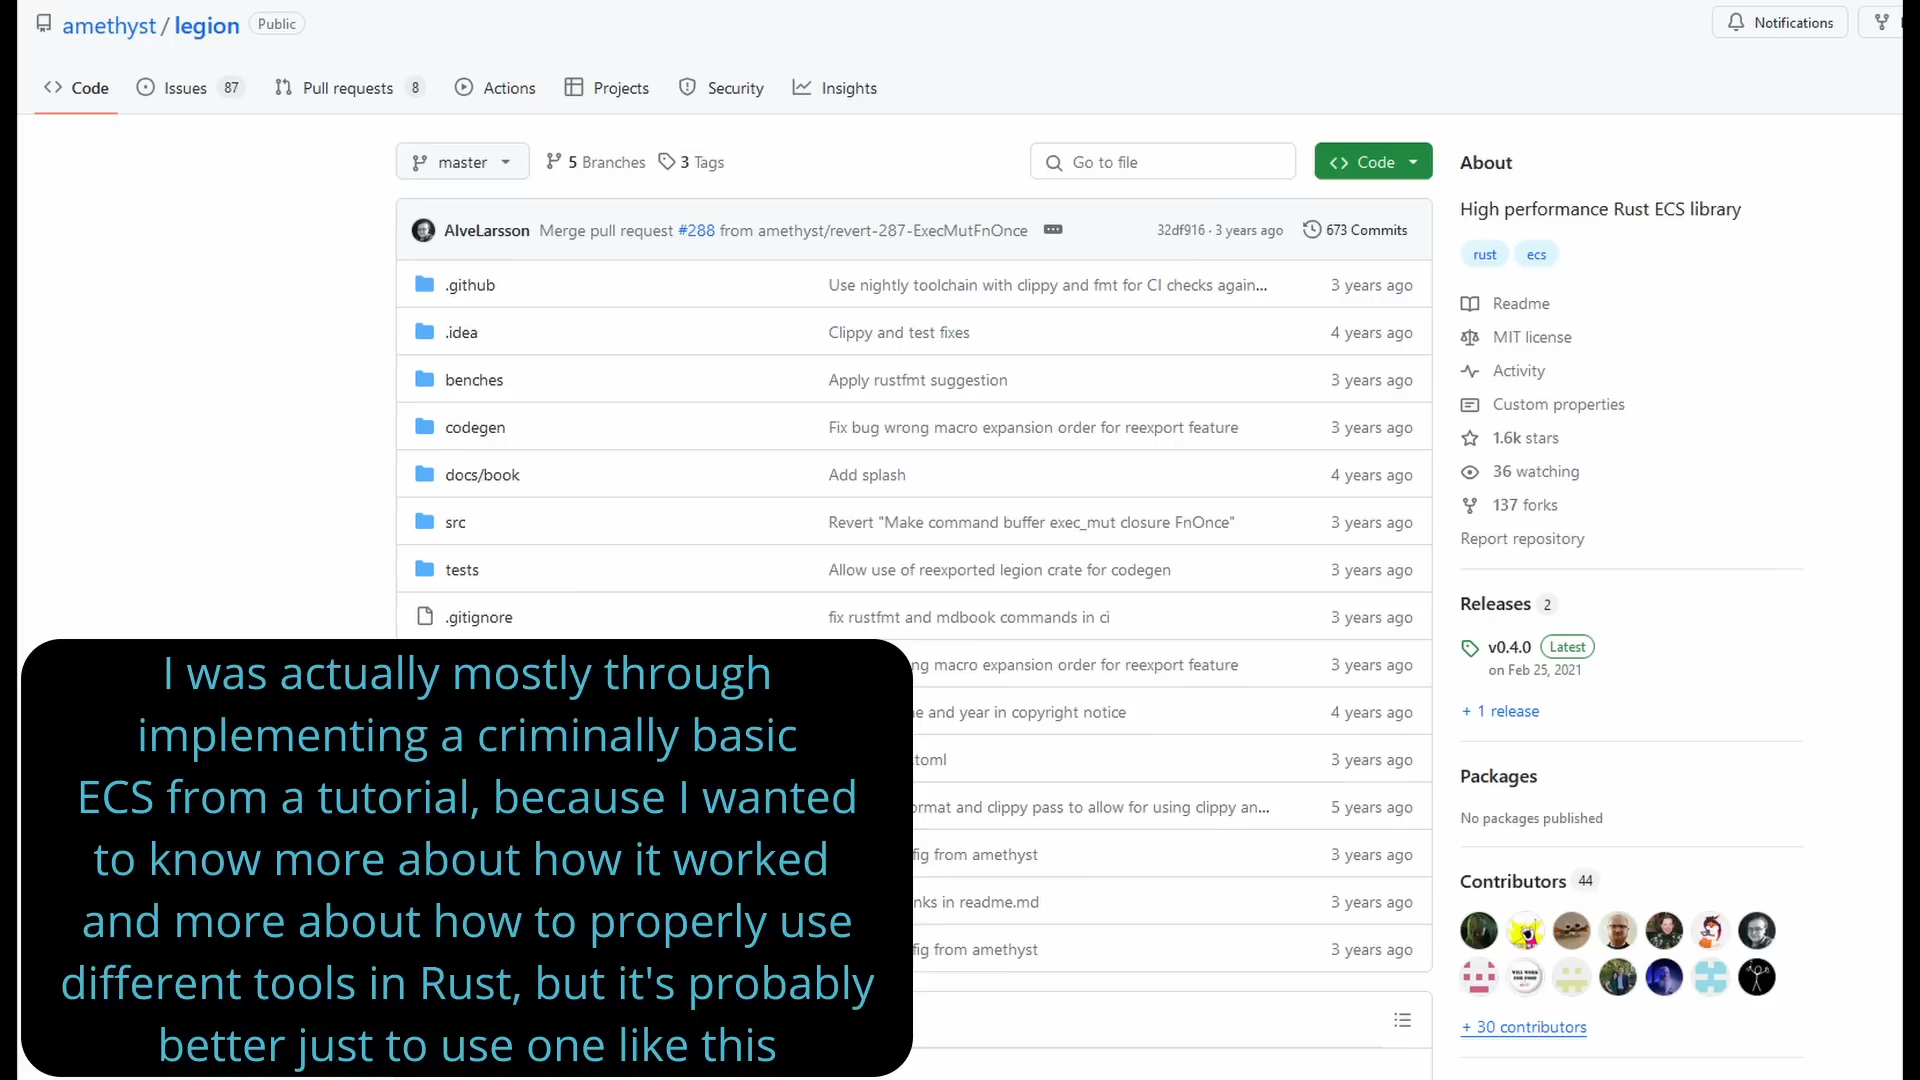 amethyst / legion Public
Notifications
Code
Issues 87
Pull requests 8
Actions
Projects
Security
Insights
master
5 Branches
3 Tags
Go to file
Code
AlveLarsson Merge pull request #288 from amethyst/revert-287-ExecMutFnOnce
32df916 · 3 years ago
673 Commits
.github Use nightly toolchain with clippy and fmt for CI checks again... 3 years ago
.idea Clippy and test fixes 4 years ago
benches Apply rustfmt suggestion 3 years ago
codegen Fix bug wrong macro expansion order for reexport feature 3 years ago
docs/book Add splash 4 years ago
src Revert "Make command buffer exec_mut closure FnOnce" 3 years ago
tests Allow use of reexported legion crate for codegen 3 years ago
.gitignore fix rustfmt and mdbook commands in ci 3 years ago
macro expansion order for reexport feature 3 years ago
and year in copyright notice 4 years ago
toml 3 years ago
and clippy pass to allow for using clippy an... 5 years ago
from amethyst 3 years ago
in readme.md 3 years ago
from amethyst 3 years ago
I was actually mostly through
implementing a criminally basic
ECS from a tutorial, because I wanted
to know more about how it worked
and more about how to properly use
different tools in Rust, but it's probably
better just to use one like this
About
High performance Rust ECS library
rust ecs
Readme
MIT license
Activity
Custom properties
1.6k stars
36 watching
137 forks
Report repository
Releases 2
v0.4.0 Latest
on Feb 25, 2021
+ 1 release
Packages
No packages published
Contributors 44
WILL WORK
FOR FOOD
+ 30 contributors